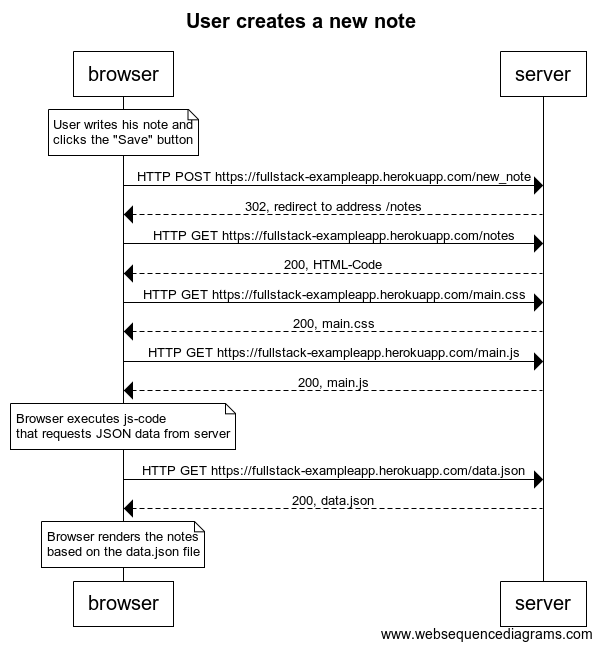 User creates a new note
browser
server
User writes his note and
clicks the "Save" button
HTTP POST https://fullstack-exampleapp.herokuapp.com/new_note
302, redirect to address /notes
HTTP GET https://fullstack-exampleapp.herokuapp.com/notes
200, HTML-Code
HTTP GET https://fullstack-exampleapp.herokuapp.com/main.css
200, main.css
HTTP GET https://fullstack-exampleapp.herokuapp.com/main.js
200, main.js
Browser executes js-code
that requests JSON data from server
HTTP GET https://fullstack-exampleapp.herokuapp.com/data.json
200, data.json
Browser renders the notes
based on the data.json file
browser
server
www.websequencediagrams.com